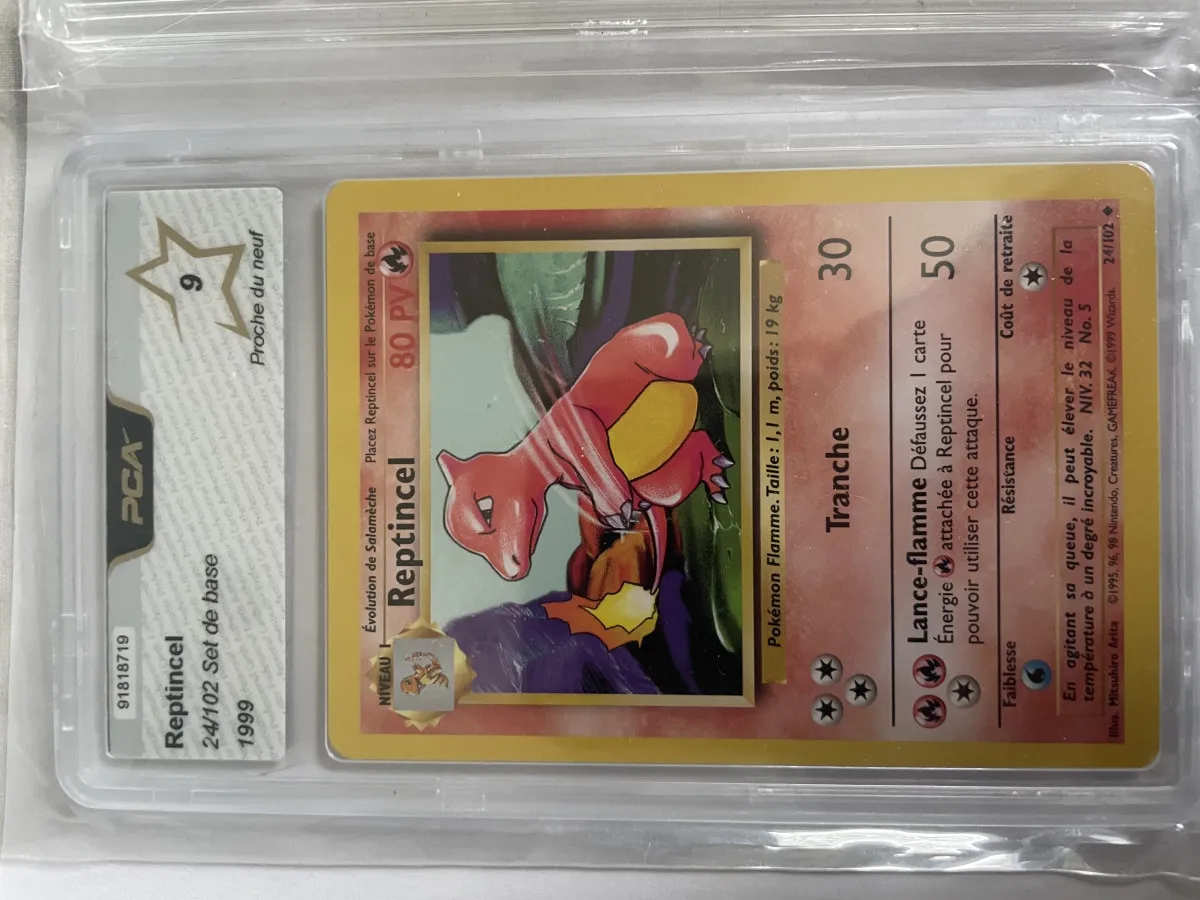 91818719
PCA
Reptincel
24/102 Set de base
1999
9
Proche du neuf
NIVEAU 1
Évolution de Salamèche
Placez Reptincel sur le Pokémon de base
Reptincel
80 PV
Pokémon Flamme. Taille : 1,1 m, poids : 19 kg
Tranche 30
Lance-flamme Défaussez 1 carte
Énergie attachée à Reptincel pour
pouvoir utiliser cette attaque.
50
Faiblesse Résistance Coût de retraite
En agitant sa queue, il peut élever le niveau de la
température à un degré incroyable. NIV. 32 No. 5
Illus. Mitsuhiro Arita ©1995, 96, 98 Nintendo, Creatures, GAMEFREAK. ©1999 Wizards. 24/102